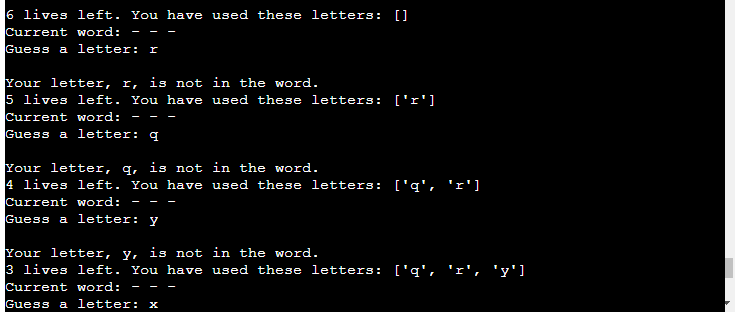 6 lives left. You have used these letters: []
Current word: - - -
Guess a letter: r
Your letter, r, is not in the word.
5 lives left. You have used these letters: ['r']
Current word: - - -
Guess a letter: q
Your letter, q, is not in the word.
4 lives left. You have used these letters: ['q', 'r']
Current word: - - -
Guess a letter: y
Your letter, y, is not in the word.
3 lives left. You have used these letters: ['q', 'r', 'y']
Current word: - - -
Guess a letter: x